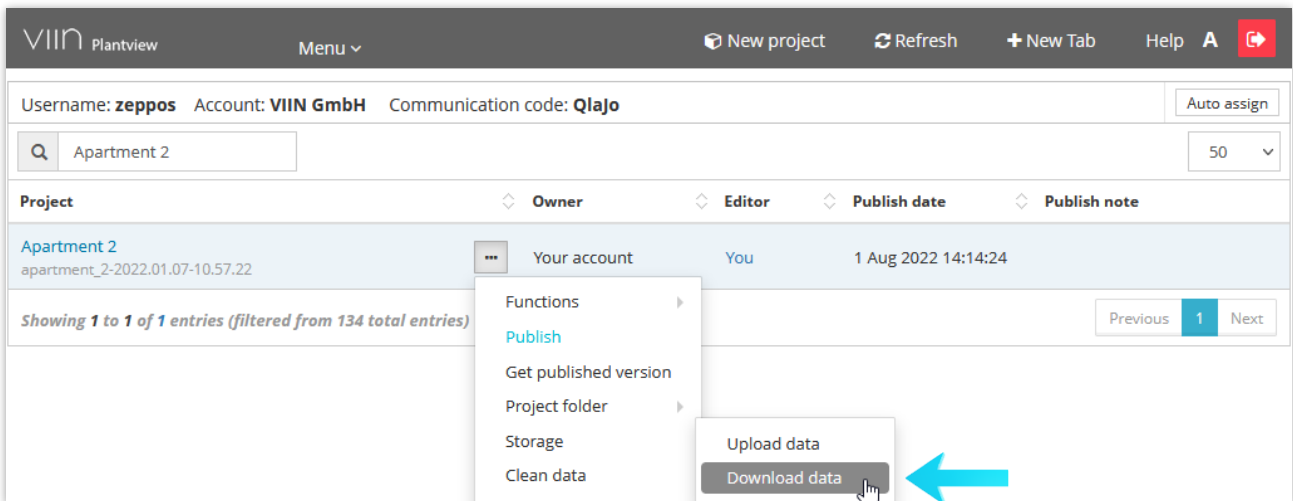 VIIN Plantview Menu New project Refresh New Tab Help A
Username: zeppos Account: VIIN GmbH Communication code: QlaJo Auto assign
Apartment 2 50
Project Owner Editor Publish date Publish note
Apartment 2
apartment_2-2022.01.07-10.57.22
... Your account You 1 Aug 2022 14:14:24
Showing 1 to 1 of 1 entries (filtered from 134 total entries)
Previous 1 Next
Functions
Publish
Get published version
Project folder
Storage
Clean data
Upload data
Download data